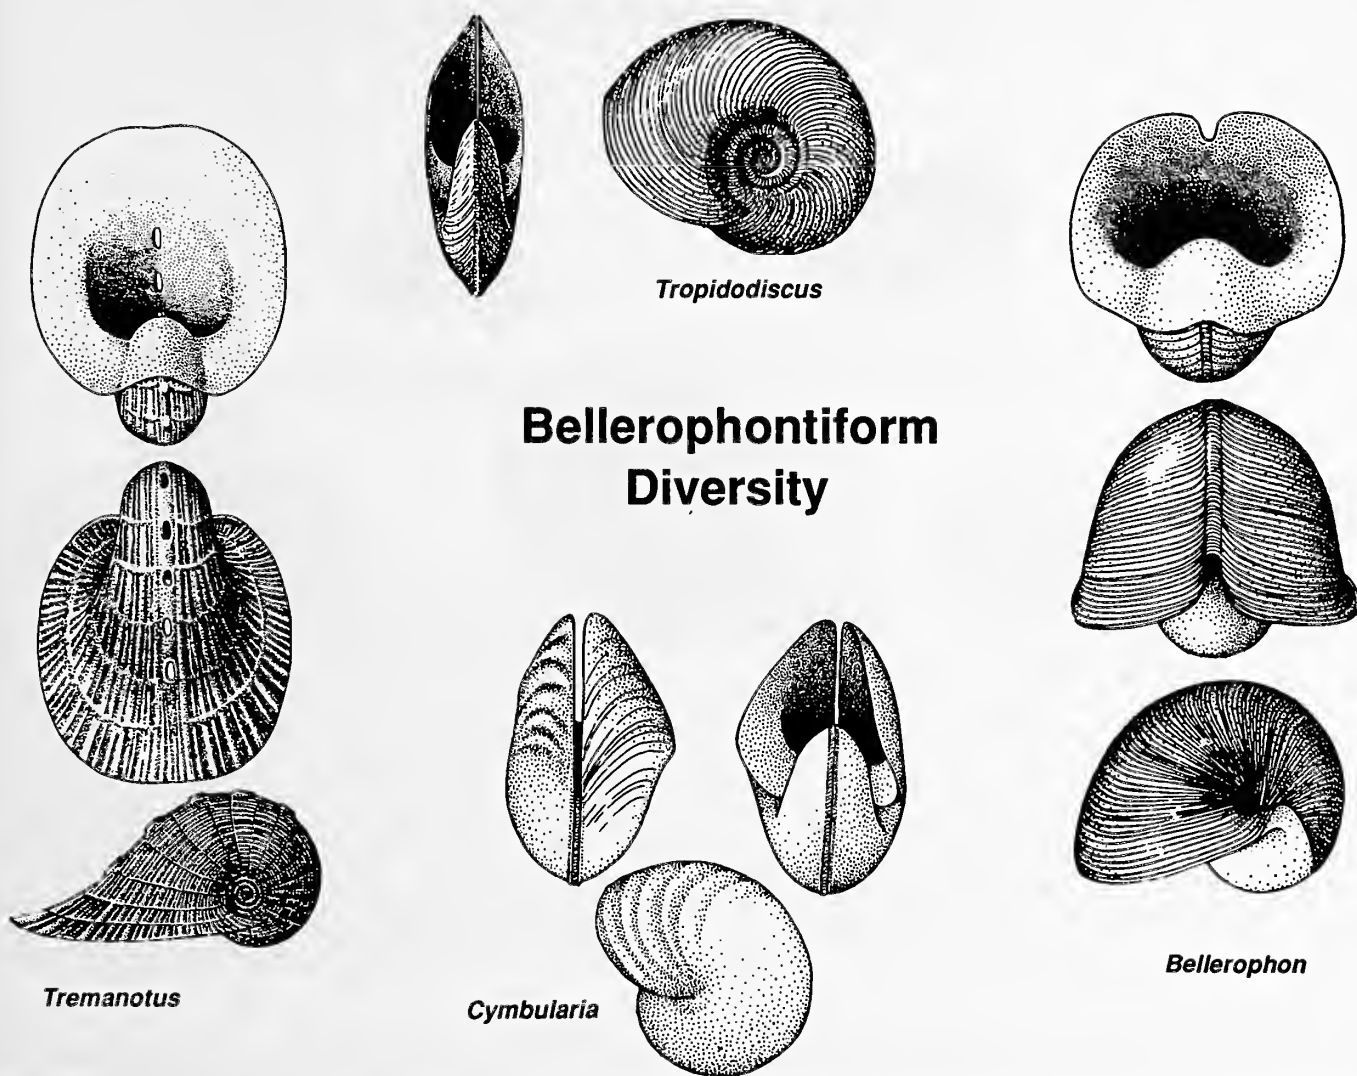 Tropidodiscus
Bellerophontiform
Diversity
Bellerophon
Tremanotus
Cymbularia